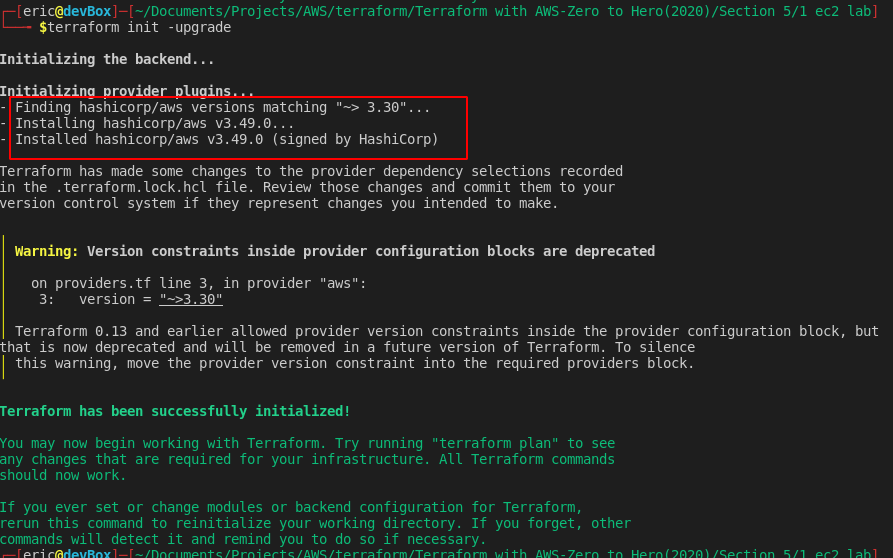 ┌─[eric@devBox]─[~/Documents/Projects/AWS/terraform/Terraform with AWS-Zero to Hero(2020)/Section 5/1 ec2 lab]
└──╼ $terraform init -upgrade
Initializing the backend...
Initializing provider plugins...
- Finding hashicorp/aws versions matching "~> 3.30"...
- Installing hashicorp/aws v3.49.0...
- Installed hashicorp/aws v3.49.0 (signed by HashiCorp)
Terraform has made some changes to the provider dependency selections recorded
in the .terraform.lock.hcl file. Review those changes and commit them to your
version control system if they represent changes you intended to make.
Warning: Version constraints inside provider configuration blocks are deprecated
on providers.tf line 3, in provider "aws":
3: version = "~>3.30"
Terraform 0.13 and earlier allowed provider version constraints inside the provider configuration block, but
that is now deprecated and will be removed in a future version of Terraform. To silence
this warning, move the provider version constraint into the required providers block.
Terraform has been successfully initialized!
You may now begin working with Terraform. Try running "terraform plan" to see
any changes that are required for your infrastructure. All Terraform commands
should now work.
If you ever set or change modules or backend configuration for Terraform,
rerun this command to reinitialize your working directory. If you forget, other
commands will detect it and remind you to do so if necessary.
┌─[eric@devBox]─[~/Documents/Projects/AWS/terraform/Terraform with AWS-Zero to Hero(2020)/Section 5/1 ec2 lab]